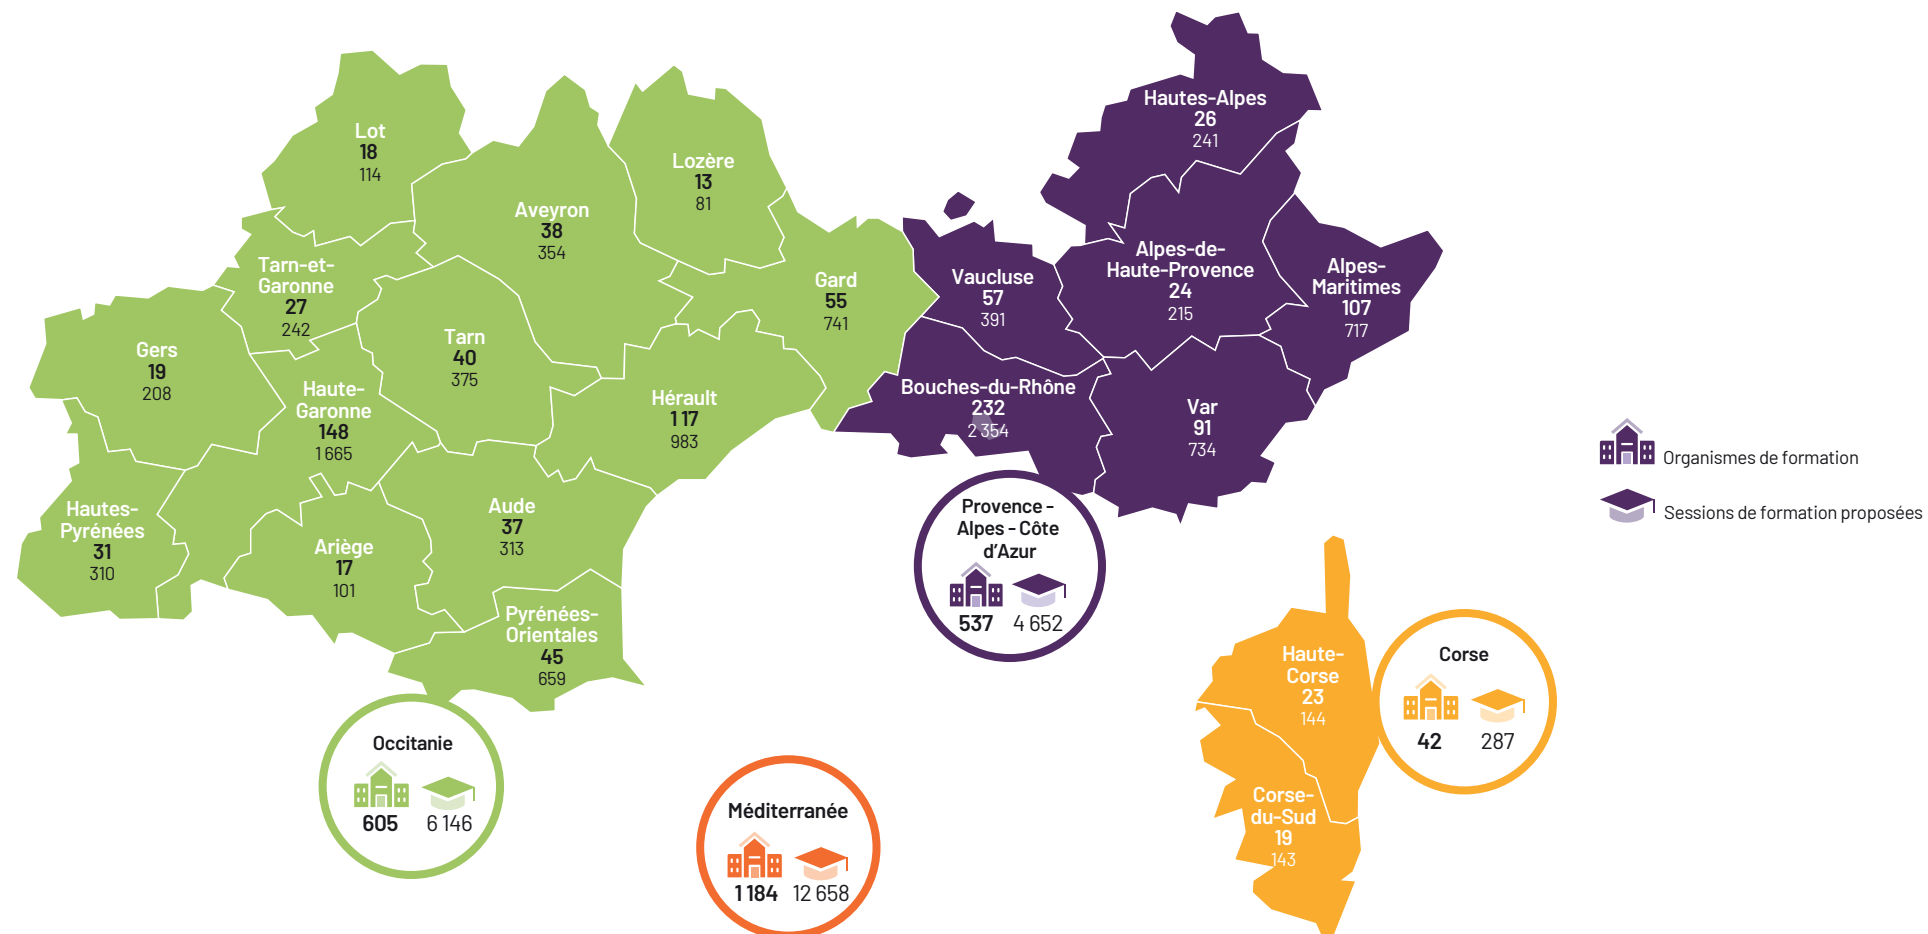 Lot
18
114
Aveyron
38
354
Lozère
13
81
Tarn-et-
Garonne
27
242
Gard
55
741
Gers
19
208
Tarn
40
375
Haute-
Garonne
148
1 665
Hérault
1 17
983
Hautes-
Pyrénées
31
310
Ariège
17
101
Aude
37
313
Pyrénées-
Orientales
45
659
Occitanie
605 6 146
Hautes-Alpes
26
241
Alpes-de-
Haute-Provence
24
215
Alpes-
Maritimes
107
717
Vaucluse
57
391
Bouches-du-Rhône
232
2 354
Var
91
734
Provence -
Alpes - Côte
d'Azur
537 4 652
Méditerranée
1 184 12 658
Haute-
Corse
23
144
Corse-
du-Sud
19
143
Corse
42 287
Organismes de formation
Sessions de formation proposées